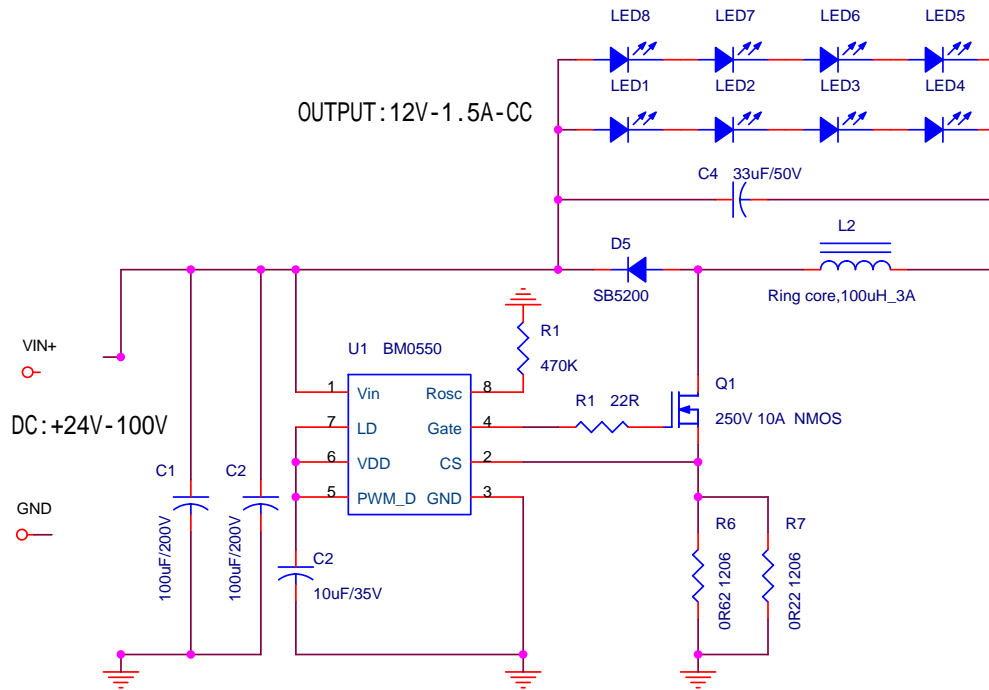 LED8 LED7 LED6 LED5
OUTPUT:12V-1.5A-CC
LED1 LED2 LED3 LED4
C4 33uF/50V
L2
D5
SB5200
Ring core,100uH_3A
R1
470K
VIN+
U1 BM0550
1 Vin Rosc 8
7 LD Gate 4
6 VDD CS 2
5 PWM_D GND 3
R1 22R
Q1
250V 10A NMOS
DC:+24V-100V
C1
100uF/200V
C2
100uF/200V
GND
C2
10uF/35V
R6
0R62 1206
R7
0R22 1206